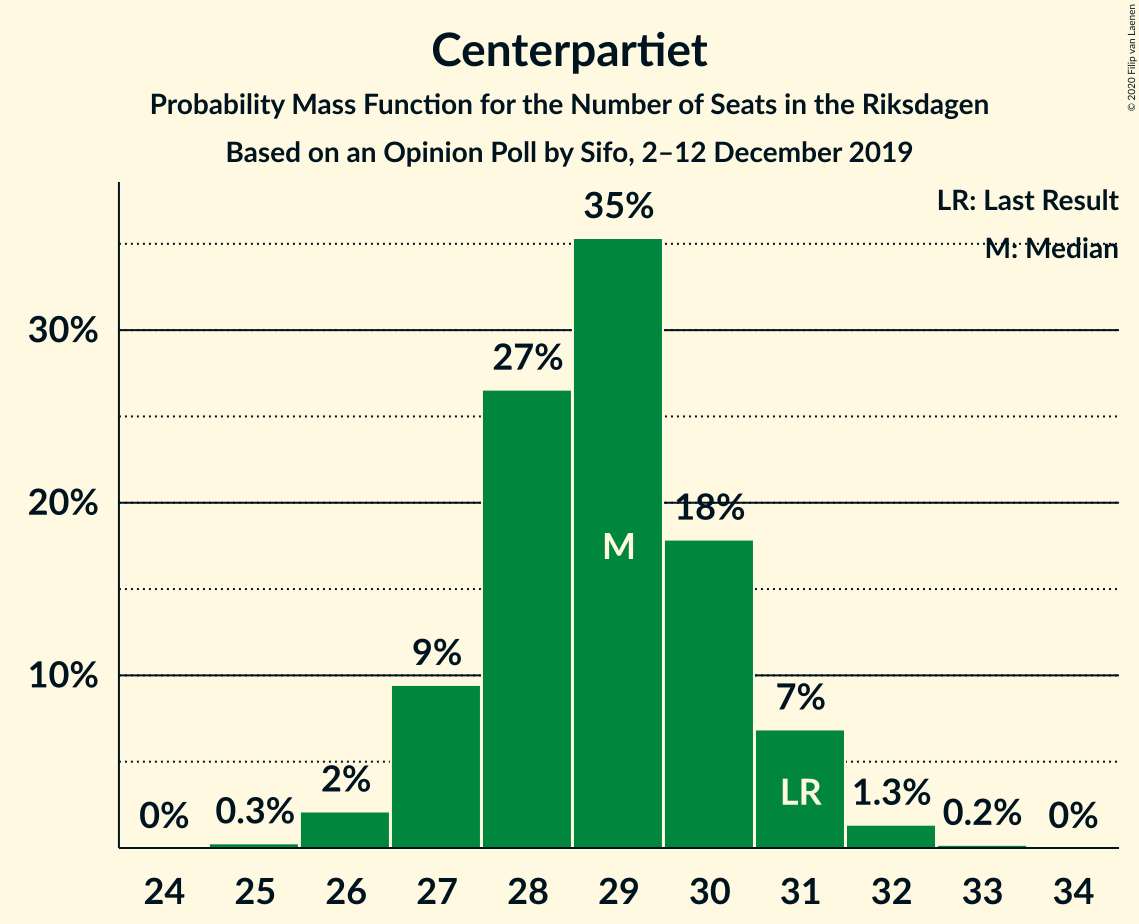 Centerpartiet
Probability Mass Function for the Number of Seats in the Riksdagen
Based on an Opinion Poll by Sifo, 2–12 December 2019
© 2020 Filip van Laenen
LR: Last Result
M: Median
30%
20%
10%
0%
0.3%
2%
9%
27%
35%
18%
7%
1.3%
0.2%
0%
M
LR
24 25 26 27 28 29 30 31 32 33 34